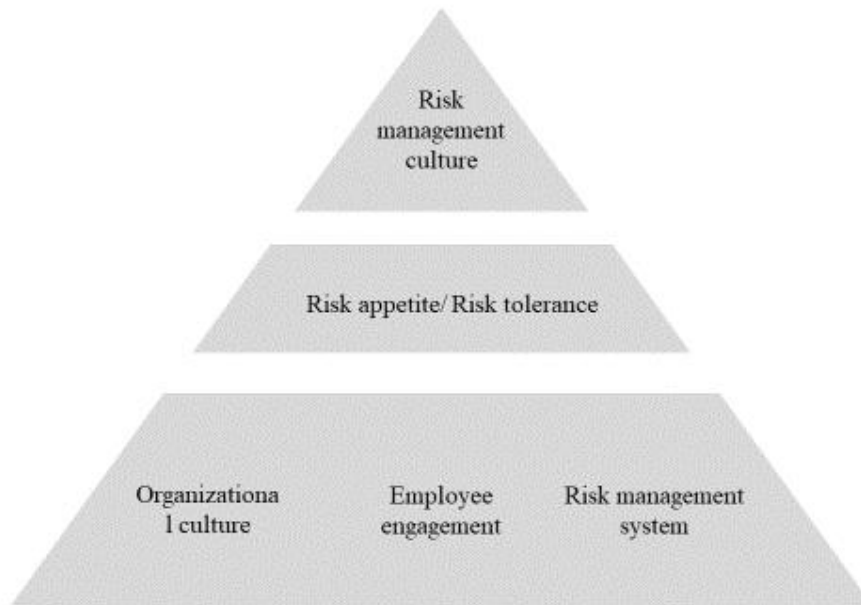 Risk
management
culture
Risk appetite/ Risk tolerance
Organizationa
l culture
Employee
engagement
Risk management
system